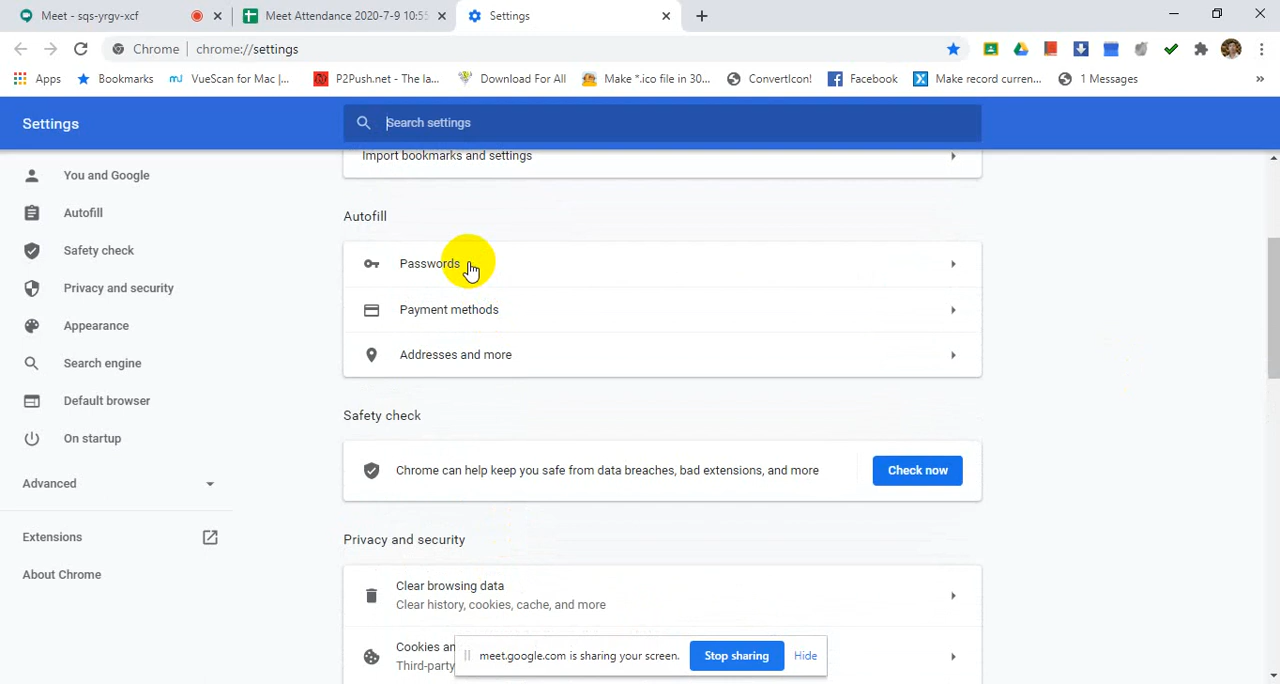 Meet - sqs-yrgv-xcf
Meet Attendance 2020-7-9 10:55
Settings
Chrome
chrome://settings
Apps
Bookmarks
VueScan for Mac |...
P2Push.net - The la...
Download For All
Make *.ico file in 30...
ConvertIcon!
Facebook
Make record curren...
1 Messages
»
Settings
Search settings
You and Google
Autofill
Safety check
Privacy and security
Appearance
Search engine
Default browser
On startup
Advanced
Extensions
About Chrome
Import bookmarks and settings
Autofill
Passwords
Payment methods
Addresses and more
Safety check
Chrome can help keep you safe from data breaches, bad extensions, and more
Check now
Privacy and security
Clear browsing data
Clear history, cookies, cache, and more
Cookies an
Third-party
meet.google.com is sharing your screen.
Stop sharing
Hide